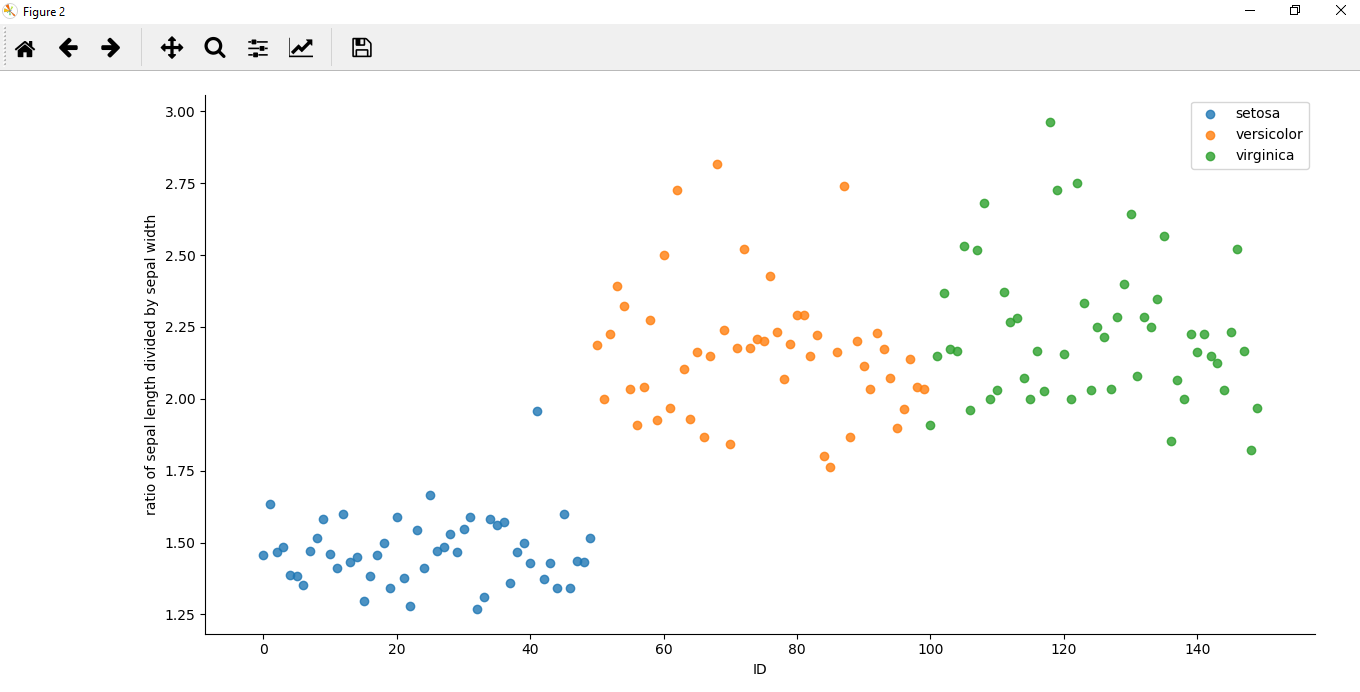 Figure 2
3.00
2.75
2.50
2.25
2.00
1.75
1.50
1.25
ratio of sepal length divided by sepal width
setosa
versicolor
virginica
0 20 40 60 80 100 120 140
ID